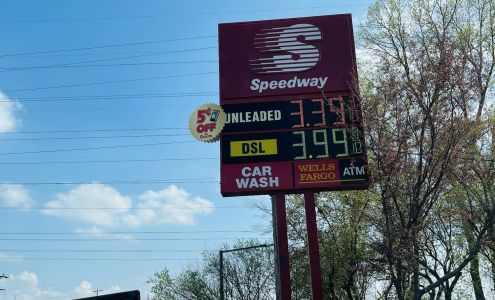 S
Speedway
5¢
OFF
UNLEADED 3.39
DSL 3.99
CAR
WASH
WELLS
FARGO
ATM